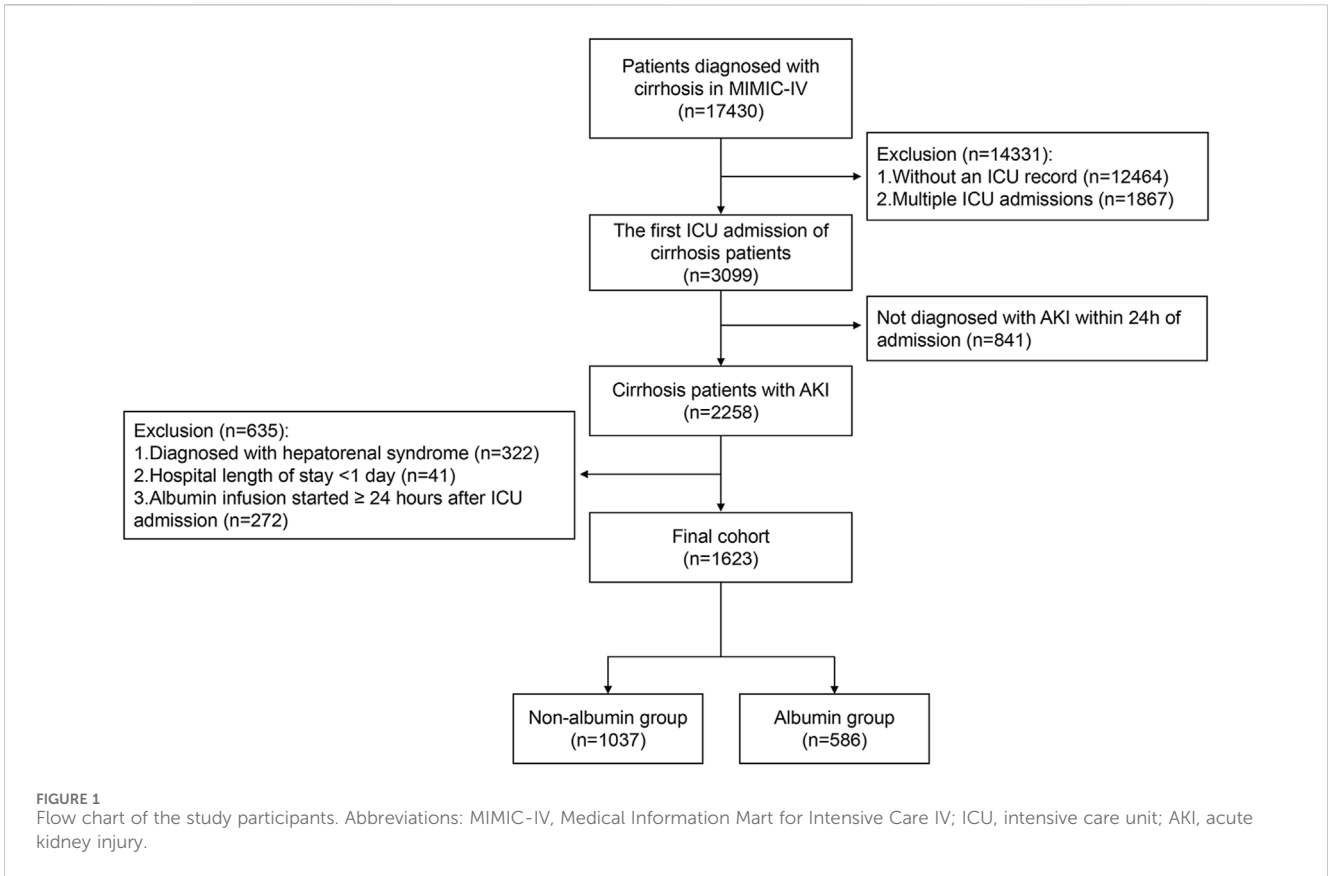 Patients diagnosed with
cirrhosis in MIMIC-IV
(n=17430)
Exclusion (n=14331):
1.Without an ICU record (n=12464)
2.Multiple ICU admissions (n=1867)
The first ICU admission of
cirrhosis patients
(n=3099)
Not diagnosed with AKI within 24h of
admission (n=841)
Cirrhosis patients with AKI
(n=2258)
Exclusion (n=635):
1.Diagnosed with hepatorenal syndrome (n=322)
2.Hospital length of stay <1 day (n=41)
3.Albumin infusion started ≥ 24 hours after ICU
admission (n=272)
Final cohort
(n=1623)
Non-albumin group
(n=1037)
Albumin group
(n=586)
FIGURE 1
Flow chart of the study participants. Abbreviations: MIMIC-IV, Medical Information Mart for Intensive Care IV; ICU, intensive care unit; AKI, acute
kidney injury.